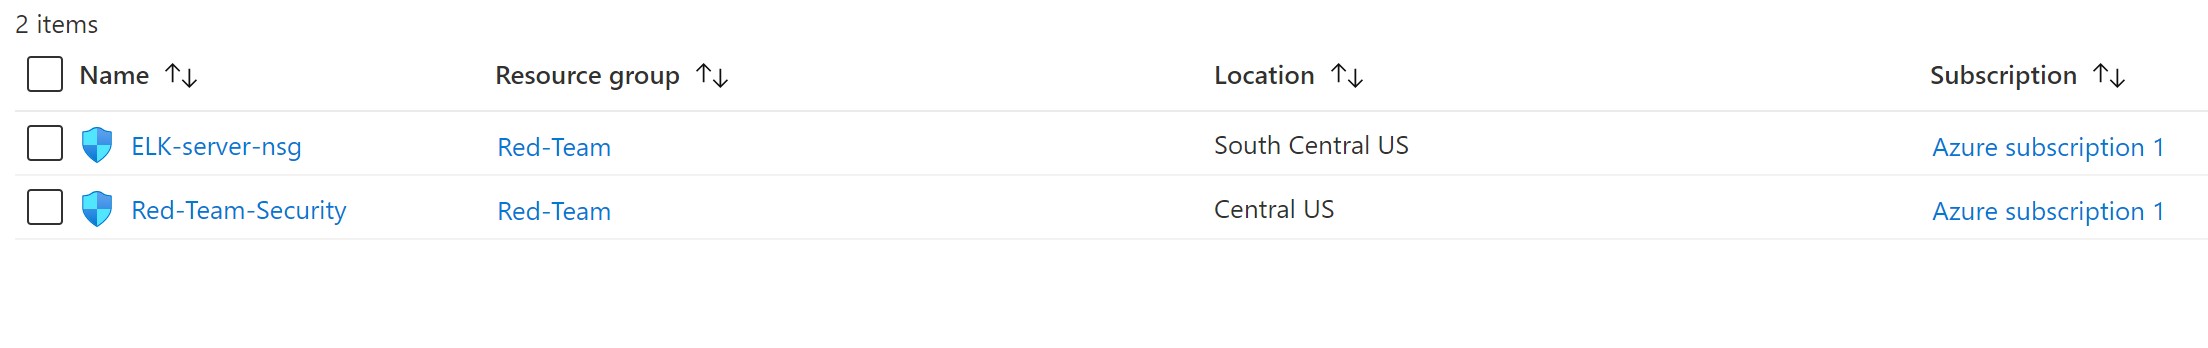 2 items
Name ↑↓ Resource group ↑↓ Location ↑↓ Subscription ↑↓
ELK-server-nsg Red-Team South Central US Azure subscription 1
Red-Team-Security Red-Team Central US Azure subscription 1